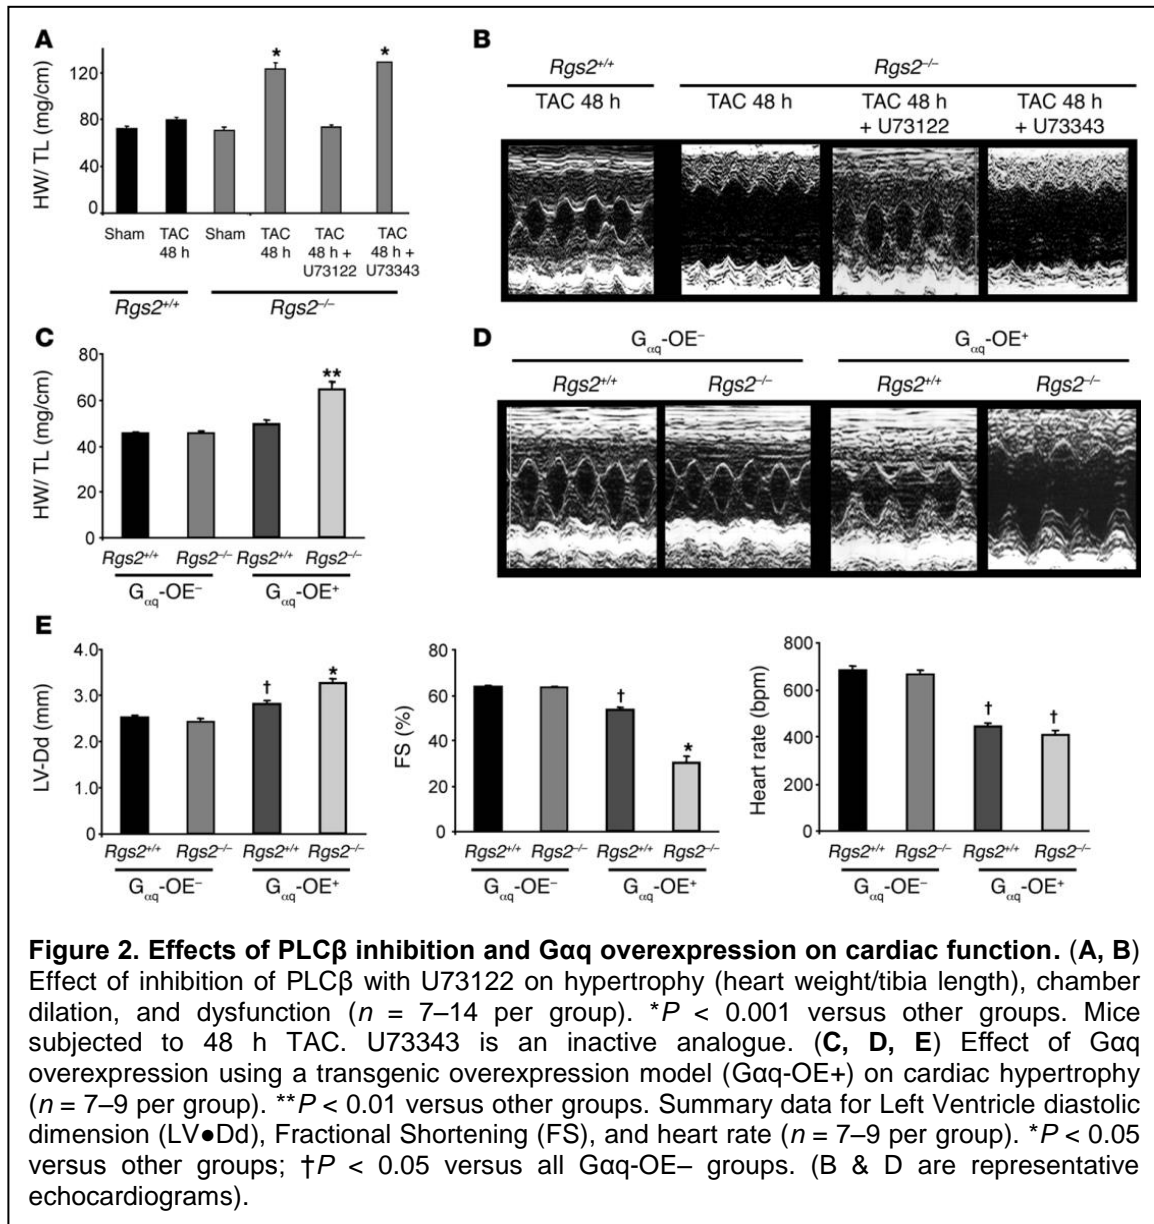 A
HW/ TL (mg/cm)
120
80
40
0
*
*
Sham
TAC 48 h
Sham
TAC 48 h
TAC 48 h + U73122
TAC 48 h + U73343
Rgs2+/+
Rgs2–/–
B
Rgs2+/+
Rgs2–/–
TAC 48 h
TAC 48 h
TAC 48 h + U73122
TAC 48 h + U73343
C
HW/ TL (mg/cm)
80
60
40
20
0
**
Rgs2+/+
Rgs2–/–
Rgs2+/+
Rgs2–/–
Gαq-OE–
Gαq-OE+
D
Gαq-OE–
Gαq-OE+
Rgs2+/+
Rgs2–/–
Rgs2+/+
Rgs2–/–
E
LV-Dd (mm)
4.0
3.0
2.0
1.0
0
†
*
Rgs2+/+
Rgs2–/–
Rgs2+/+
Rgs2–/–
Gαq-OE–
Gαq-OE+
FS (%)
80
60
40
20
0
†
*
Rgs2+/+
Rgs2–/–
Rgs2+/+
Rgs2–/–
Gαq-OE–
Gαq-OE+
Heart rate (bpm)
800
600
400
200
0
†
†
Rgs2+/+
Rgs2–/–
Rgs2+/+
Rgs2–/–
Gαq-OE–
Gαq-OE+
Figure 2. Effects of PLCβ inhibition and Gαq overexpression on cardiac function. (A, B)
Effect of inhibition of PLCβ with U73122 on hypertrophy (heart weight/tibia length), chamber
dilation, and dysfunction (n = 7–14 per group). *P < 0.001 versus other groups. Mice
subjected to 48 h TAC. U73343 is an inactive analogue. (C, D, E) Effect of Gαq
overexpression using a transgenic overexpression model (Gαq-OE+) on cardiac hypertrophy
(n = 7–9 per group). **P < 0.01 versus other groups. Summary data for Left Ventricle diastolic
dimension (LV●Dd), Fractional Shortening (FS), and heart rate (n = 7–9 per group). *P < 0.05
versus other groups; †P < 0.05 versus all Gαq-OE– groups. (B & D are representative
echocardiograms).